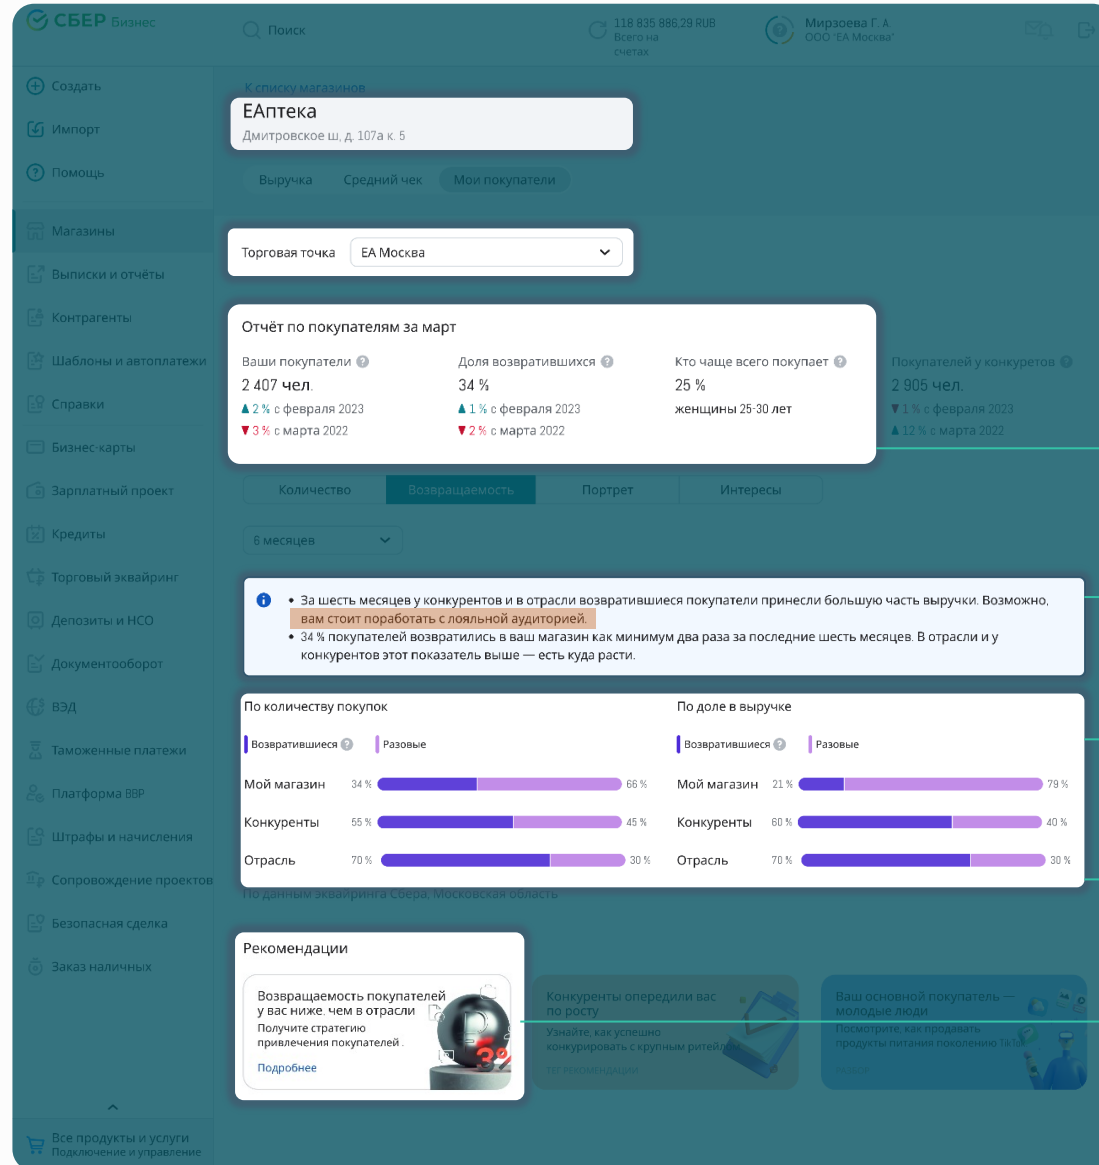 СБЕР Бизнес
Поиск
118 835 886,29 RUB
Всего на
счетах
Мирзоева Г. А.
ООО "ЕА Москва"
Создать
Импорт
Помощь
Магазины
Выписки и отчёты
Контрагенты
Шаблоны и автоплатежи
Справки
Бизнес-карты
Зарплатный проект
Кредиты
Торговый эквайринг
Депозиты и НСО
Документооборот
ВЭД
Таможенные платежи
Платформа ВВР
Штрафы и начисления
Сопровождение проектов
Безопасная сделка
Заказ наличных
Все продукты и услуги
Подключение и управление
К списку магазинов
ЕАптека
Дмитровское ш, д. 107а к. 5
Выручка Средний чек Мои покупатели
Торговая точка ЕА Москва
Отчёт по покупателям за март
Ваши покупатели
2 407 чел.
▲ 2 % с февраля 2023
▼ 3 % с марта 2022
Доля возвратившихся
34 %
▲ 1 % с февраля 2023
▼ 2 % с марта 2022
Кто чаще всего покупает
25 %
женщины 25-30 лет
Покупателей у конкуретов
2 905 чел.
▼ 1 % с февраля 2023
▲ 12 % с марта 2022
Количество Возвращаемость Портрет Интересы
6 месяцев
• За шесть месяцев у конкурентов и в отрасли возвратившиеся покупатели принесли большую часть выручки. Возможно,
вам стоит поработать с лояльной аудиторией.
• 34 % покупателей возвратились в ваш магазин как минимум два раза за последние шесть месяцев. В отрасли и у
конкурентов этот показатель выше — есть куда расти.
По количеству покупок
Возвратившиеся Разовые
Мой магазин 34 % 66 %
Конкуренты 55 % 45 %
Отрасль 70 % 30 %
По доле в выручке
Возвратившиеся Разовые
Мой магазин 21 % 79 %
Конкуренты 60 % 40 %
Отрасль 70 % 30 %
По данным эквайринга Сбера, Московская область
Рекомендации
Возвращаемость покупателей
у вас ниже, чем в отрасли
Получите стратегию
привлечения покупателей .
Подробнее
3%
Конкуренты опередили вас
по росту
Узнайте, как успешно
конкурировать с крупным ритейлом
ТЕГ РЕКОМЕНДАЦИИ
Ваш основной покупатель —
молодые люди
Посмотрите, как продавать
продукты питания поколению TikTok